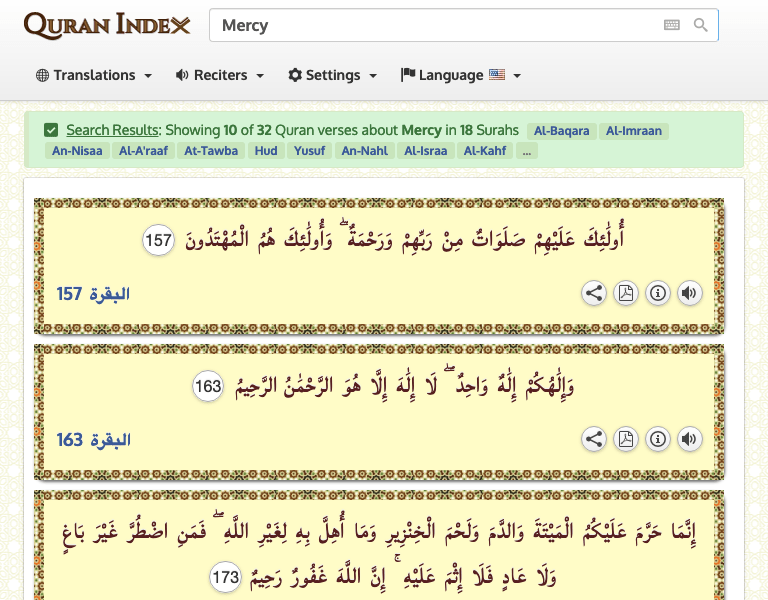 QURAN INDEX
Mercy
Translations Reciters Settings Language
Search Results: Showing 10 of 32 Quran verses about Mercy in 18 Surahs Al-Baqara Al-Imraan
An-Nisaa Al-A'raaf At-Tawba Hud Yusuf An-Nahl Al-Israa Al-Kahf ...
أُولَٰئِكَ عَلَيْهِمْ صَلَوَاتٌ مِنْ رَبِّهِمْ وَرَحْمَةٌ ۖ وَأُولَٰئِكَ هُمُ الْمُهْتَدُونَ 157
البقرة 157
وَإِلَٰهُكُمْ إِلَٰهٌ وَاحِدٌ ۖ لَا إِلَٰهَ إِلَّا هُوَ الرَّحْمَٰنُ الرَّحِيمُ 163
البقرة 163
إِنَّمَا حَرَّمَ عَلَيْكُمُ الْمَيْتَةَ وَالدَّمَ وَلَحْمَ الْخِنْزِيرِ وَمَا أُهِلَّ بِهِ لِغَيْرِ اللَّهِ ۖ فَمَنِ اضْطُرَّ غَيْرَ بَاغٍ
وَلَا عَادٍ فَلَا إِثْمَ عَلَيْهِ ۚ إِنَّ اللَّهَ غَفُورٌ رَحِيمٌ 173